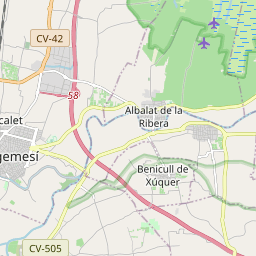 CV-42
58
Albalat de la
Ribera
calet
gemesí
Benicull de
Xúquer
CV-505